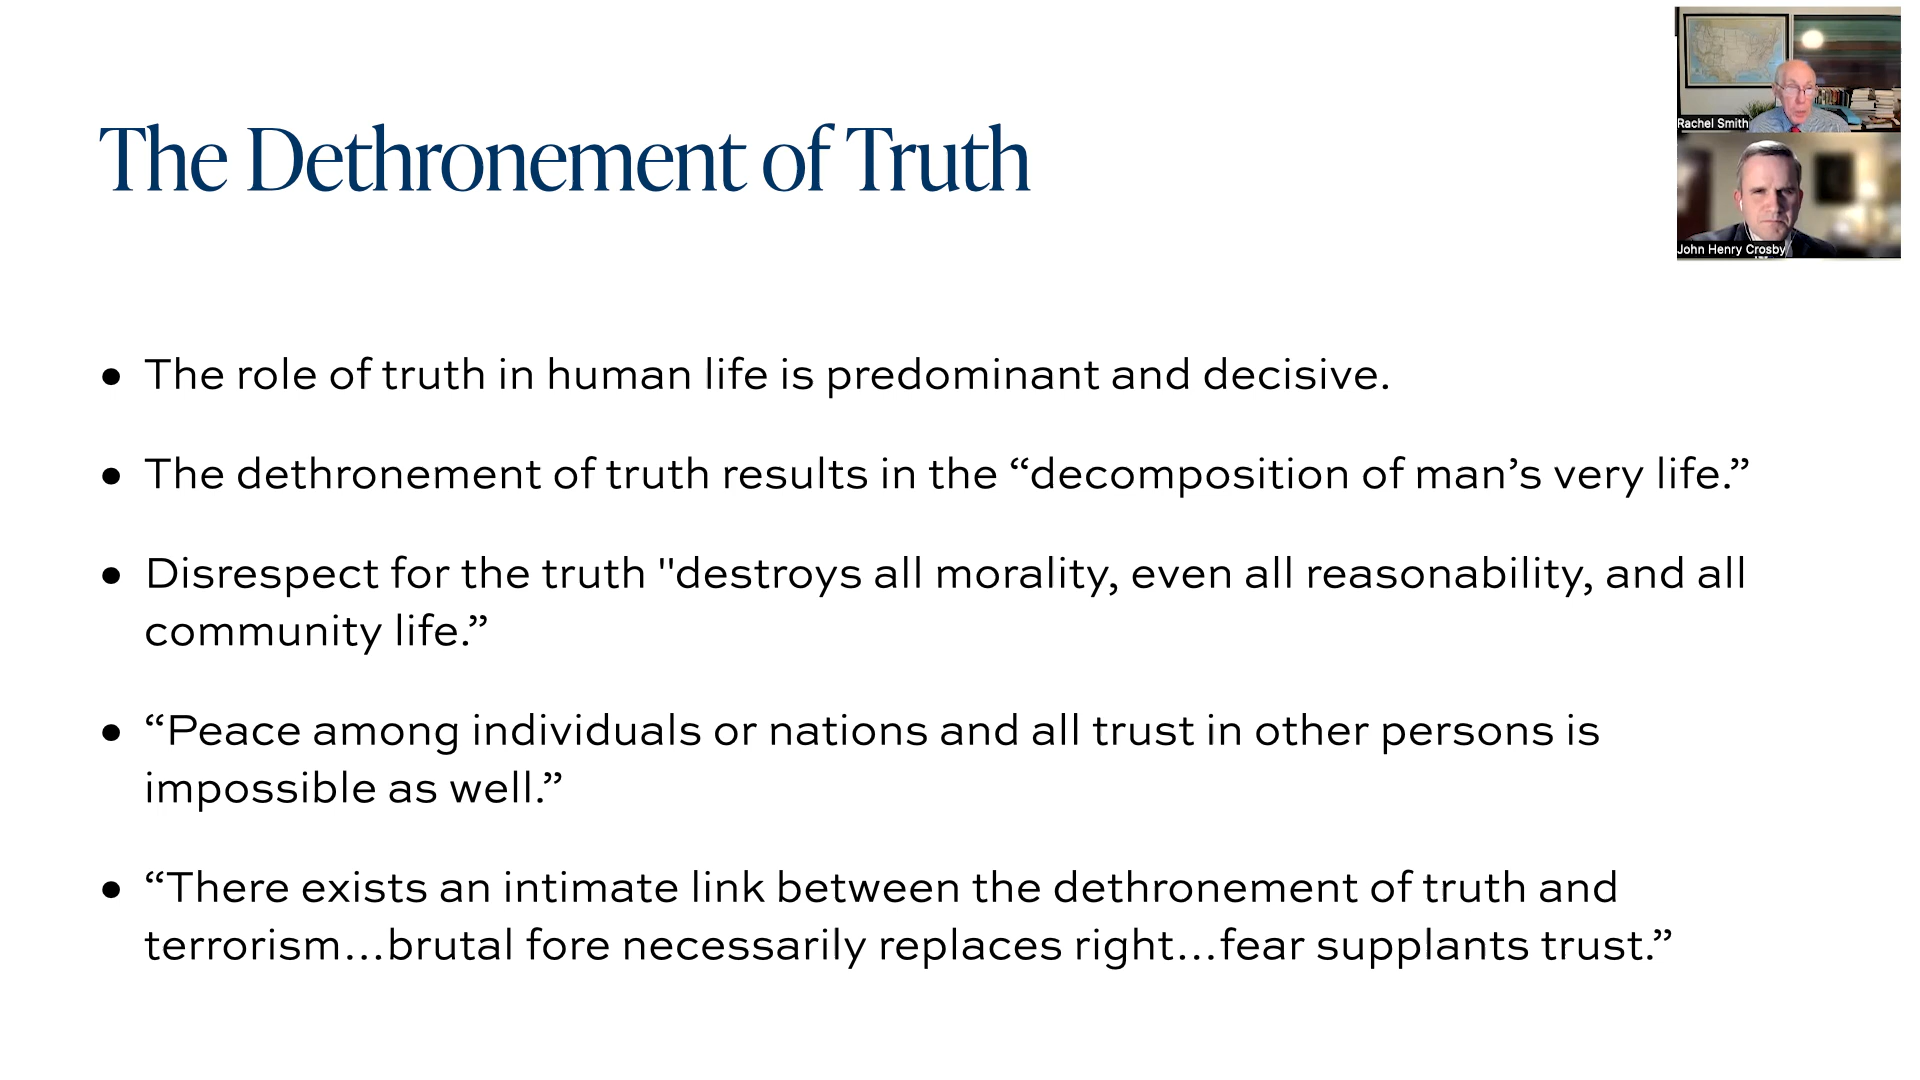 The Dethronement of Truth
Rachel Smith
John Henry Crosby
• The role of truth in human life is predominant and decisive.
• The dethronement of truth results in the “decomposition of man’s very life.”
• Disrespect for the truth "destroys all morality, even all reasonability, and all
community life.”
• “Peace among individuals or nations and all trust in other persons is
impossible as well.”
• “There exists an intimate link between the dethronement of truth and
terrorism…brutal fore necessarily replaces right…fear supplants trust.”